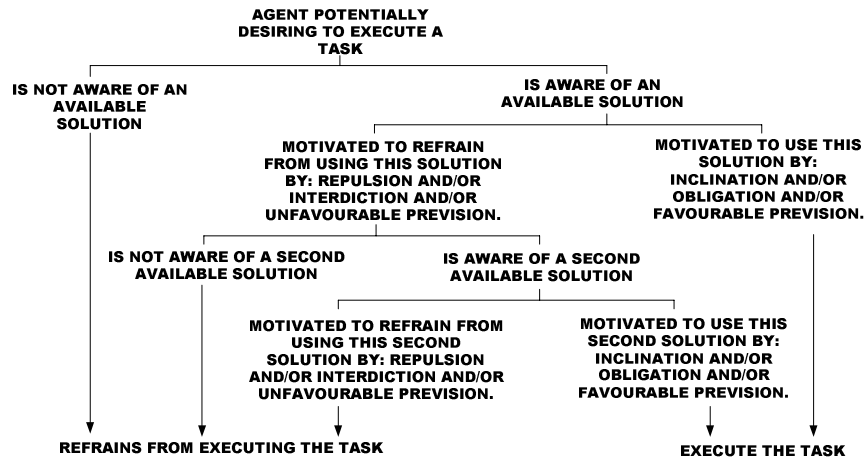 AGENT POTENTIALLY
DESIRING TO EXECUTE A
TASK
IS NOT AWARE OF AN
AVAILABLE
SOLUTION
IS AWARE OF AN
AVAILABLE SOLUTION
MOTIVATED TO REFRAIN
FROM USING THIS SOLUTION
BY: REPULSION AND/OR
INTERDICTION AND/OR
UNFAVOURABLE PREVISION.
MOTIVATED TO USE THIS
SOLUTION BY:
INCLINATION AND/OR
OBLIGATION AND/OR
FAVOURABLE PREVISION.
IS NOT AWARE OF A SECOND
AVAILABLE SOLUTION
IS AWARE OF A SECOND
AVAILABLE SOLUTION
MOTIVATED TO REFRAIN FROM
USING THIS SECOND
SOLUTION BY: REPULSION
AND/OR INTERDICTION AND/OR
UNFAVOURABLE PREVISION.
MOTIVATED TO USE THIS
SECOND SOLUTION BY:
INCLINATION AND/OR
OBLIGATION AND/OR
FAVOURABLE PREVISION.
REFRAINS FROM EXECUTING THE TASK
EXECUTE THE TASK